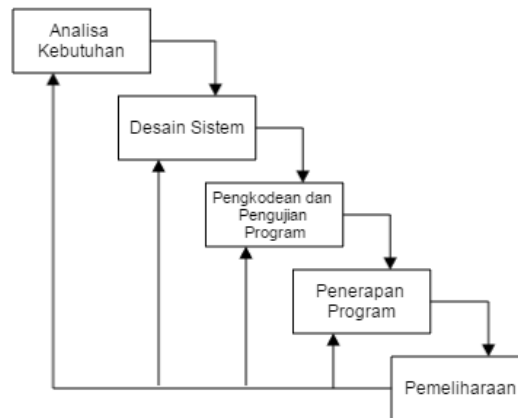 Analisa
Kebutuhan
Desain Sistem
Pengkodean dan
Pengujian
Program
Penerapan
Program
Pemeliharaan